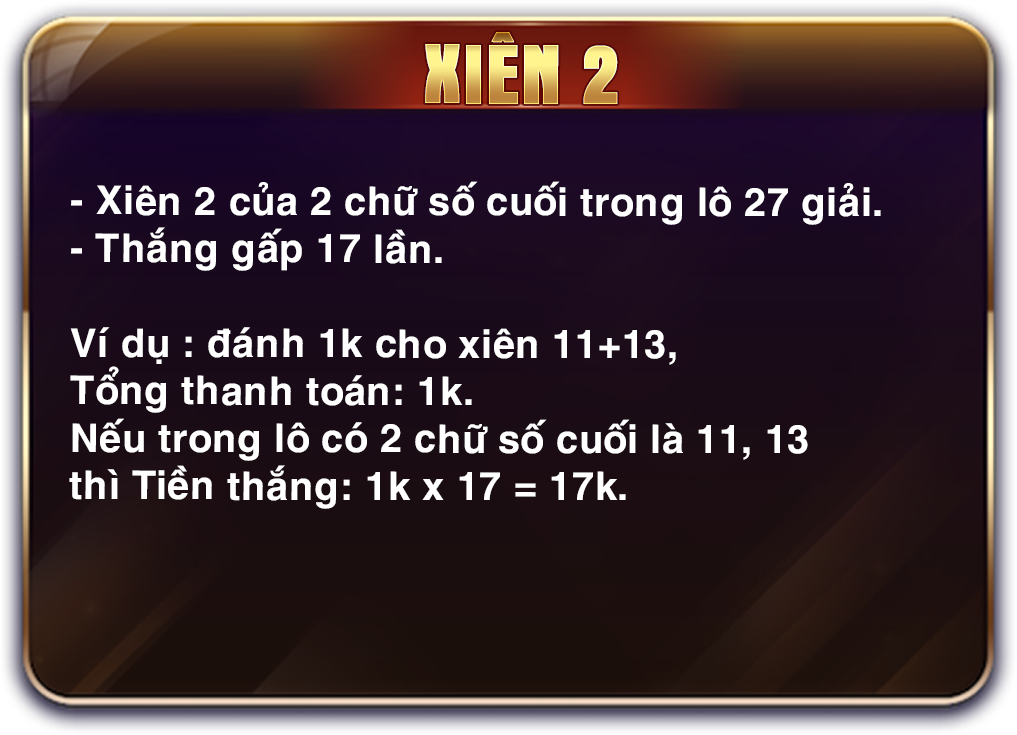 XIÊN 2
- Xiên 2 của 2 chữ số cuối trong lô 27 giải.
- Thắng gấp 17 lần.
Ví dụ : đánh 1k cho xiên 11+13,
Tổng thanh toán: 1k.
Nếu trong lô có 2 chữ số cuối là 11, 13
thì Tiền thắng: 1k x 17 = 17k.